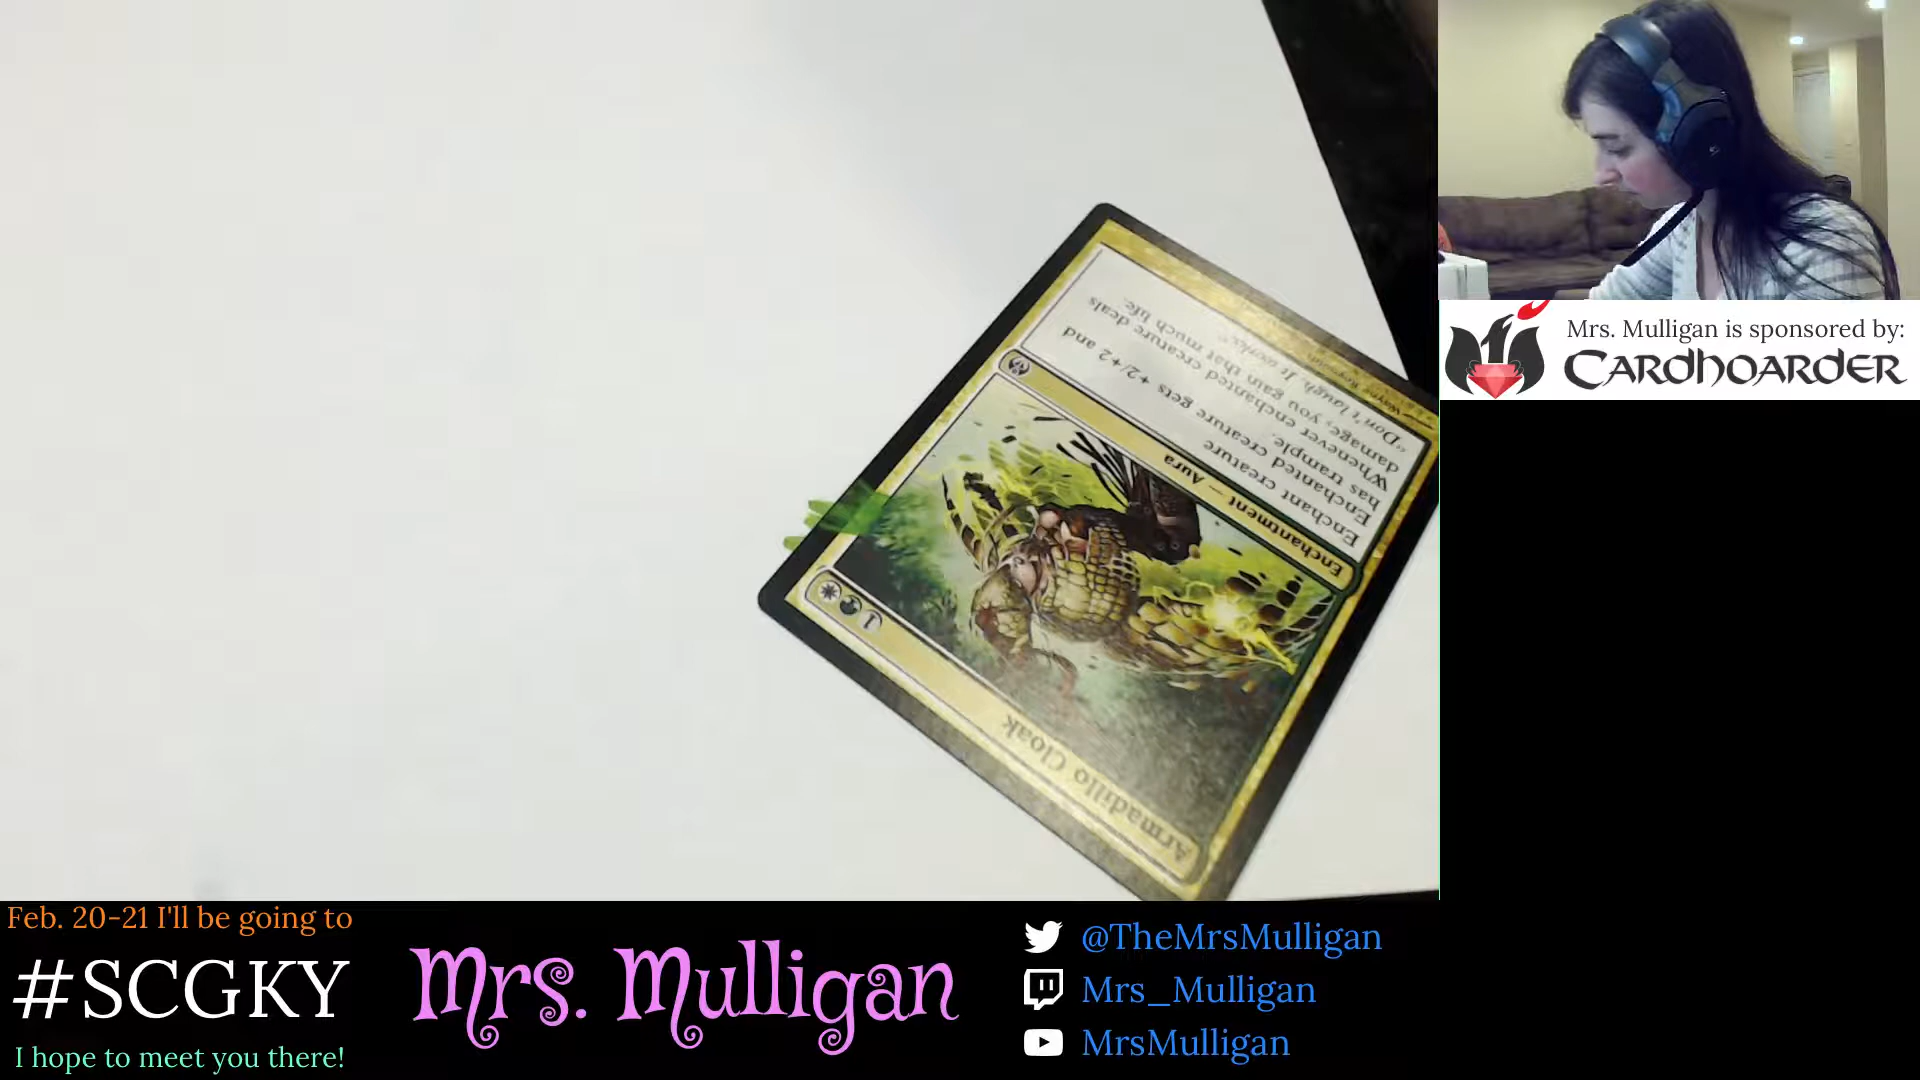 Armadillo Cloak
1
Enchantment — Aura
Enchant creature
Enchanted creature gets +2/+2 and
has trample.
Whenever enchanted creature deals
damage, you gain that much life.
"Don't laugh. It works."
Mrs. Mulligan is sponsored by:
CARDHOARDER
Feb. 20-21 I'll be going to
#SCGKY
I hope to meet you there!
Mrs. Mulligan
@TheMrsMulligan
Mrs_Mulligan
MrsMulligan